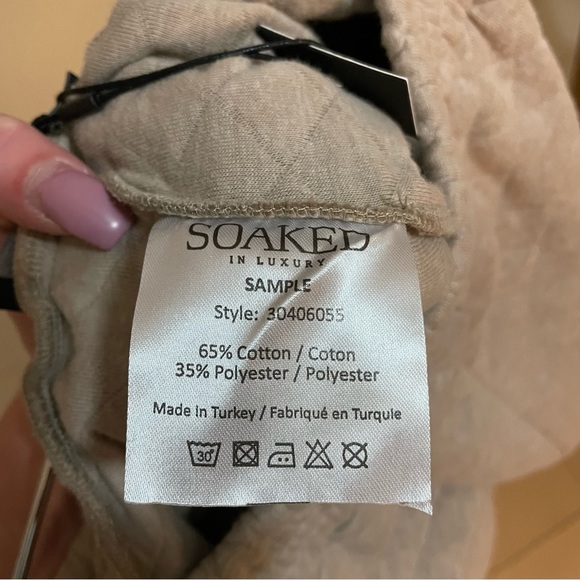 SOAKED
IN LUXURY
SAMPLE
Style: 30406055
65% Cotton / Coton
35% Polyester / Polyester
Made in Turkey / Fabriqué en Turquie
30°